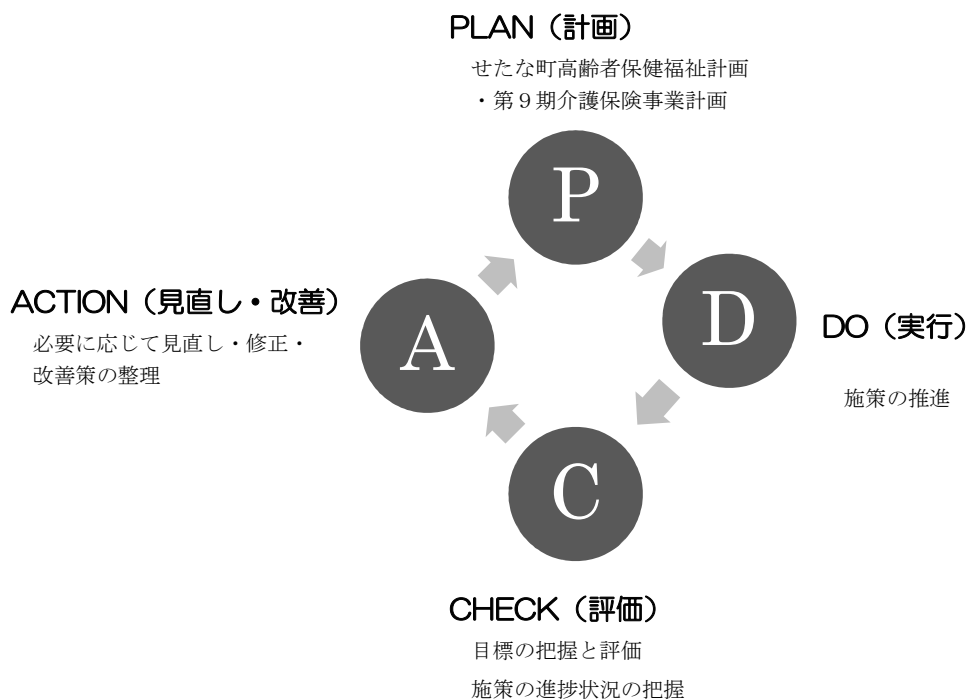 PLAN（計画）
せたな町高齢者保健福祉計画
・第９期介護保険事業計画
P
D
DO（実行）
施策の推進
ACTION（見直し・改善）
必要に応じて見直し・修正・
改善策の整理
A
C
CHECK（評価）
目標の把握と評価
施策の進捗状況の把握